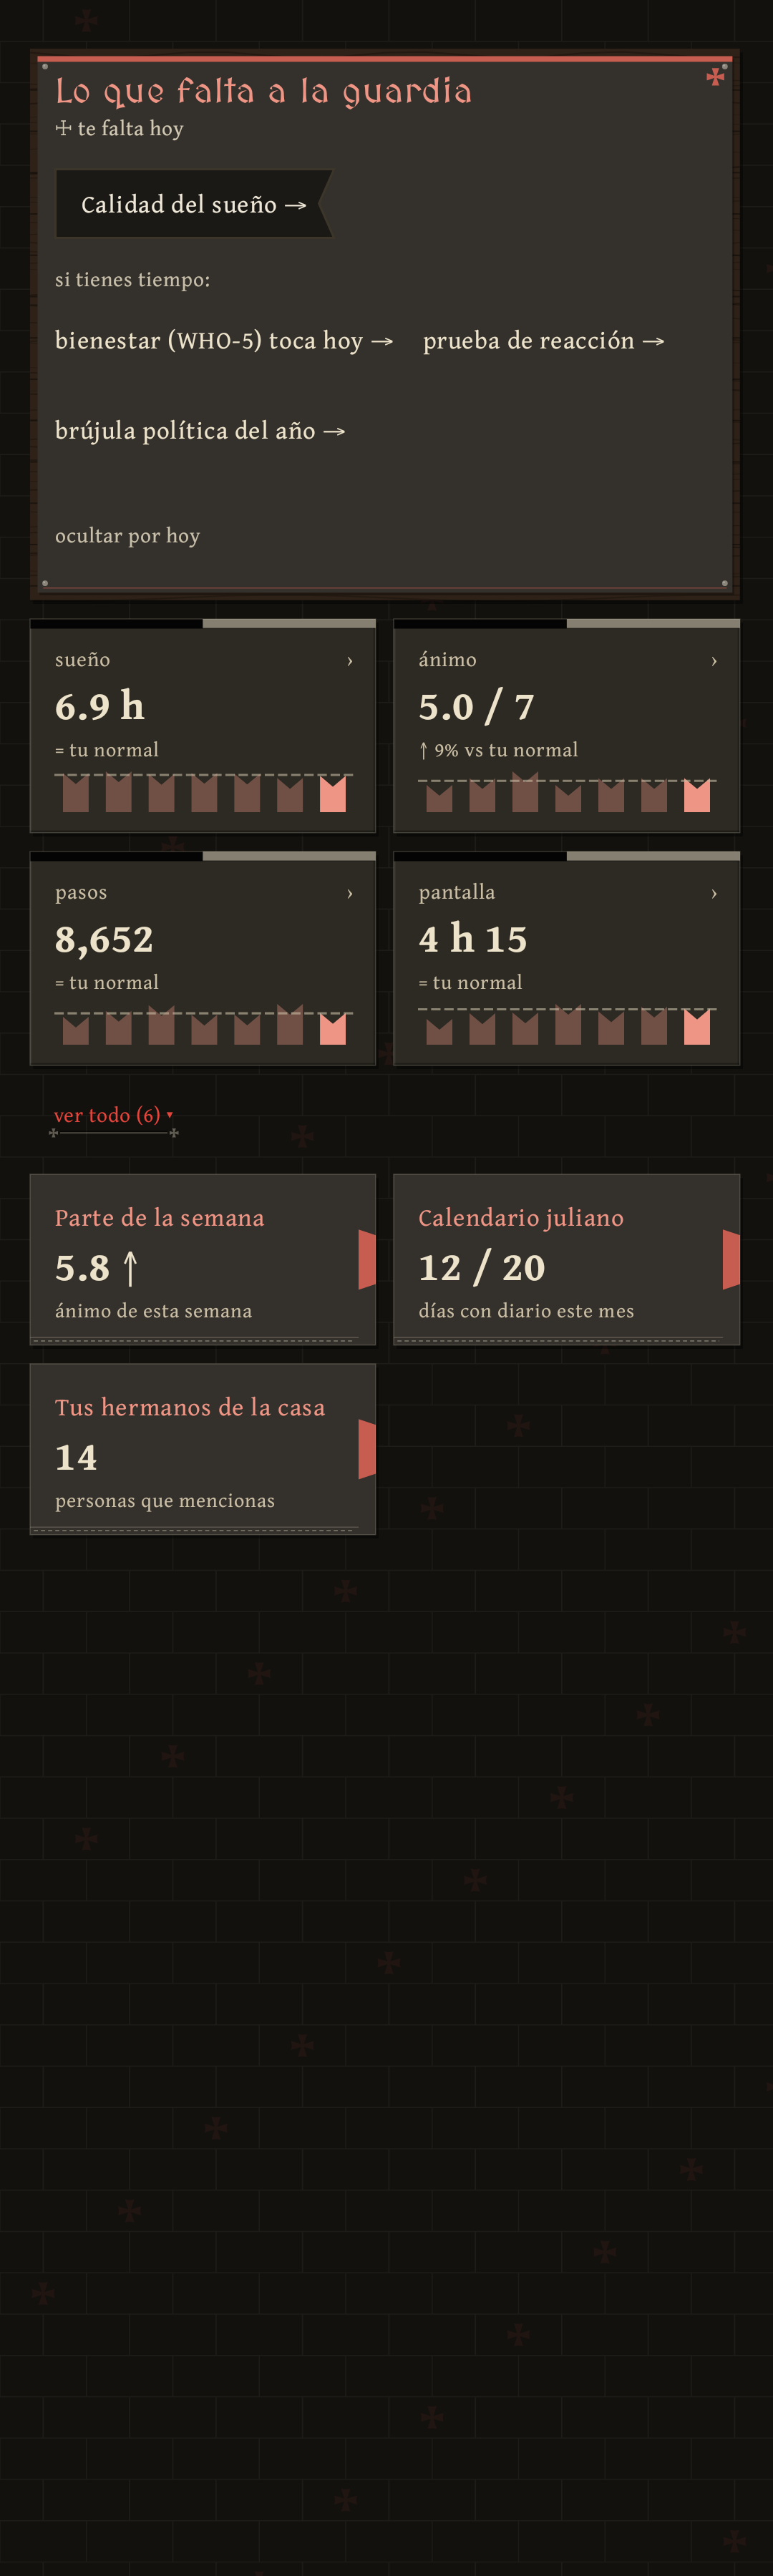 Lo que falta a la guardia
☩ te falta hoy
Calidad del sueño →
si tienes tiempo:
bienestar (WHO-5) toca hoy → prueba de reacción →
brújula política del año →
ocultar por hoy
sueño ›
6.9 h
= tu normal
ánimo ›
5.0 / 7
↑ 9% vs tu normal
pasos ›
8,652
= tu normal
pantalla ›
4 h 15
= tu normal
ver todo (6) ▾
Parte de la semana
5.8 ↑
ánimo de esta semana
Calendario juliano
12 / 20
días con diario este mes
Tus hermanos de la casa
14
personas que mencionas